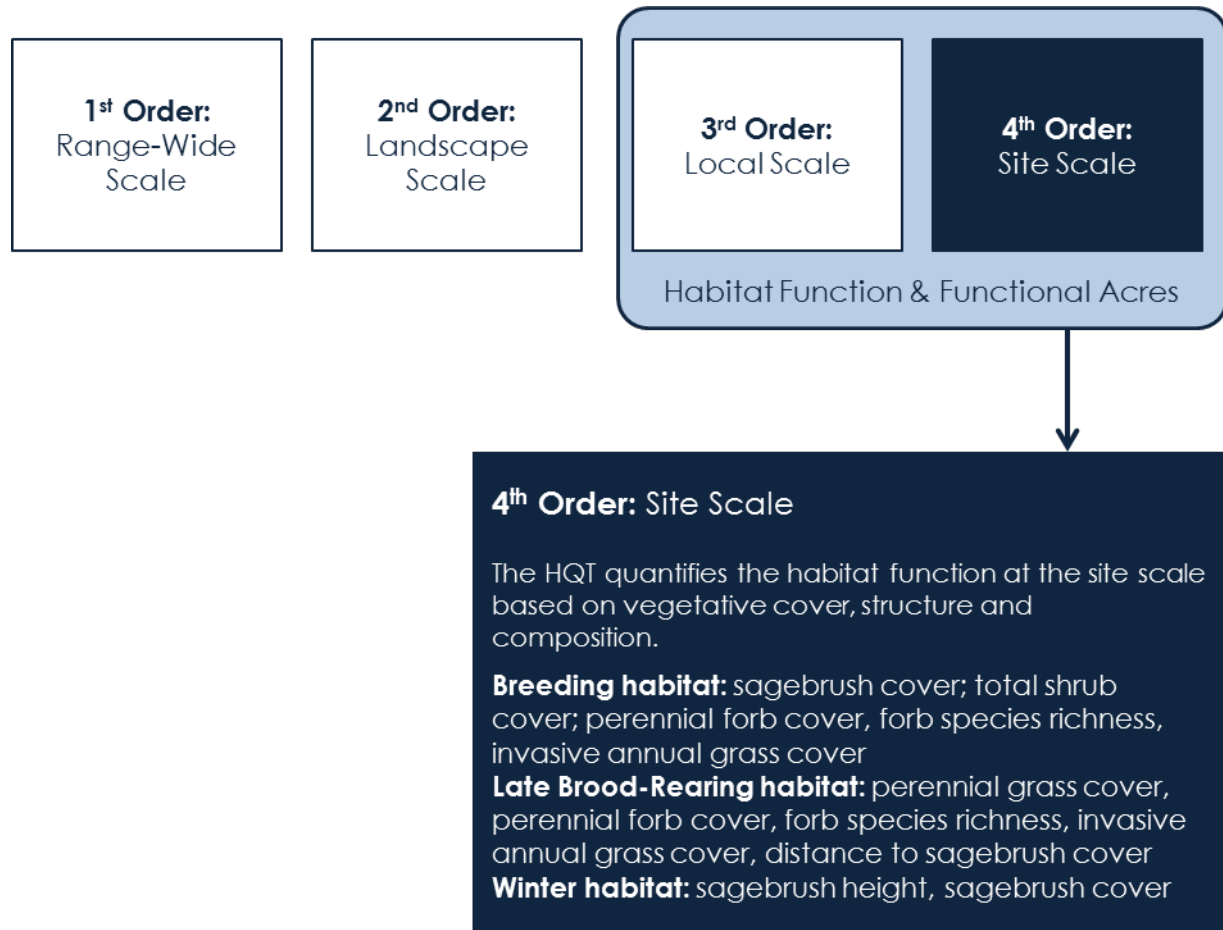 1st Order:
Range-Wide
Scale
2nd Order:
Landscape
Scale
3rd Order:
Local Scale
4th Order:
Site Scale
Habitat Function & Functional Acres
4th Order: Site Scale
The HQT quantifies the habitat function at the site scale
based on vegetative cover, structure and
composition.
Breeding habitat: sagebrush cover; total shrub
cover; perennial forb cover, forb species richness,
invasive annual grass cover
Late Brood-Rearing habitat: perennial grass cover,
perennial forb cover, forb species richness, invasive
annual grass cover, distance to sagebrush cover
Winter habitat: sagebrush height, sagebrush cover